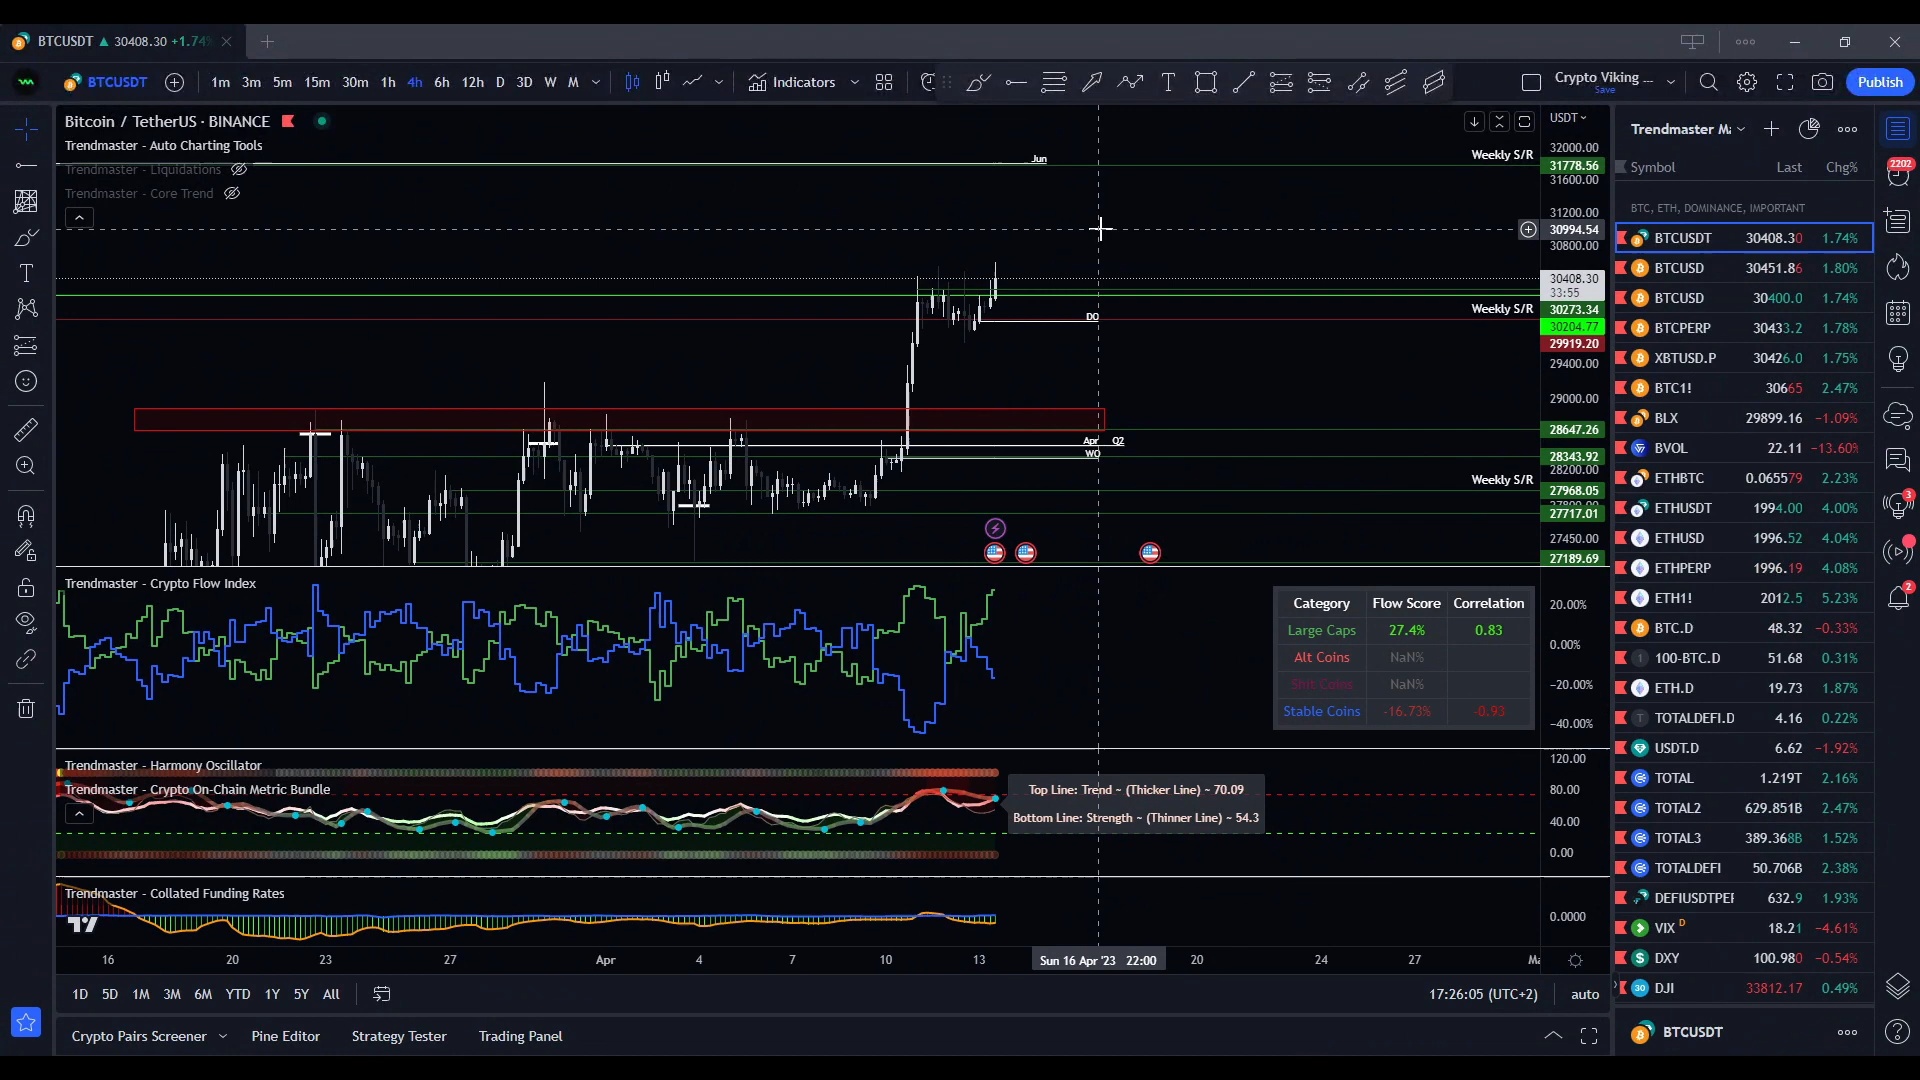 BTCUSDT ▲ 30408.30 +1.74%
BTCUSDT 1m 3m 5m 15m 30m 1h 4h 6h 12h D 3D W M Indicators Crypto Viking ... Save Publish
Bitcoin / TetherUS · BINANCE
Trendmaster - Auto Charting Tools
Trendmaster - Liquidations
Trendmaster - Core Trend
Jun
Weekly S/R
DO
Weekly S/R
Apr Q2
WO
Weekly S/R
USDT
32000.00
31778.56
31600.00
31200.00
30994.54
30800.00
30408.30
33:55
30273.34
30204.77
29919.20
29400.00
29000.00
28647.26
28343.92
28200.00
27968.05
27717.01
27450.00
27189.69
Trendmaster - Crypto Flow Index
Category Flow Score Correlation
Large Caps 27.4% 0.83
Alt Coins NaN%
Shit Coins NaN%
Stable Coins -16.73% -0.93
20.00%
0.00%
-20.00%
-40.00%
Trendmaster - Harmony Oscillator
Trendmaster - Crypto On-Chain Metric Bundle
Top Line: Trend ~ (Thicker Line) ~ 70.09
Bottom Line: Strength ~ (Thinner Line) ~ 54.3
120.00
80.00
40.00
0.00
Trendmaster - Collated Funding Rates
0.0000
16 20 23 27 Apr 4 7 10 13 Sun 16 Apr '23 22:00 20 24 27 Ma
1D 5D 1M 3M 6M YTD 1Y 5Y All
17:26:05 (UTC+2) auto
Crypto Pairs Screener Pine Editor Strategy Tester Trading Panel
Trendmaster Ma
Symbol Last Chg%
BTC, ETH, DOMINANCE, IMPORTANT
BTCUSDT 30408.30 1.74%
BTCUSD 30451.86 1.80%
BTCUSD 30400.0 1.74%
BTCPERP 30433.2 1.78%
XBTUSD.P 30426.0 1.75%
BTC1! 30665 2.47%
BLX 29899.16 −1.09%
BVOL 22.11 −13.60%
ETHBTC 0.065579 2.23%
ETHUSDT 1994.00 4.00%
ETHUSD 1996.52 4.04%
ETHPERP 1996.19 4.08%
ETH1! 2012.5 5.23%
BTC.D 48.32 −0.33%
100-BTC.D 51.68 0.31%
ETH.D 19.73 1.87%
TOTALDEFI.D 4.16 0.22%
USDT.D 6.62 −1.92%
TOTAL 1.219T 2.16%
TOTAL2 629.851B 2.47%
TOTAL3 389.368B 1.52%
TOTALDEFI 50.706B 2.38%
DEFIUSDTPER 632.9 1.93%
VIX D 18.21 −4.61%
DXY 100.980 −0.54%
30 DJI 33812.17 0.49%
BTCUSDT
2202
3
2